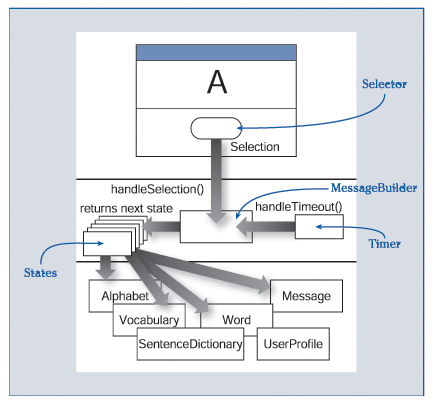 A
Selector
Selection
handleSelection()
MessageBuilder
returns next state
handleTimeout()
Timer
States
Alphabet
Message
Vocabulary
Word
SentenceDictionary
UserProfile